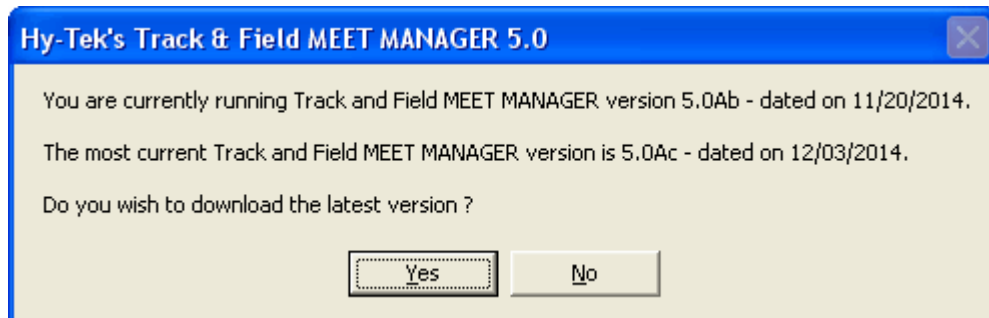 Hy-Tek's Track & Field MEET MANAGER 5.0
You are currently running Track and Field MEET MANAGER version 5.0Ab - dated on 11/20/2014.
The most current Track and Field MEET MANAGER version is 5.0Ac - dated on 12/03/2014.
Do you wish to download the latest version ?
Yes No